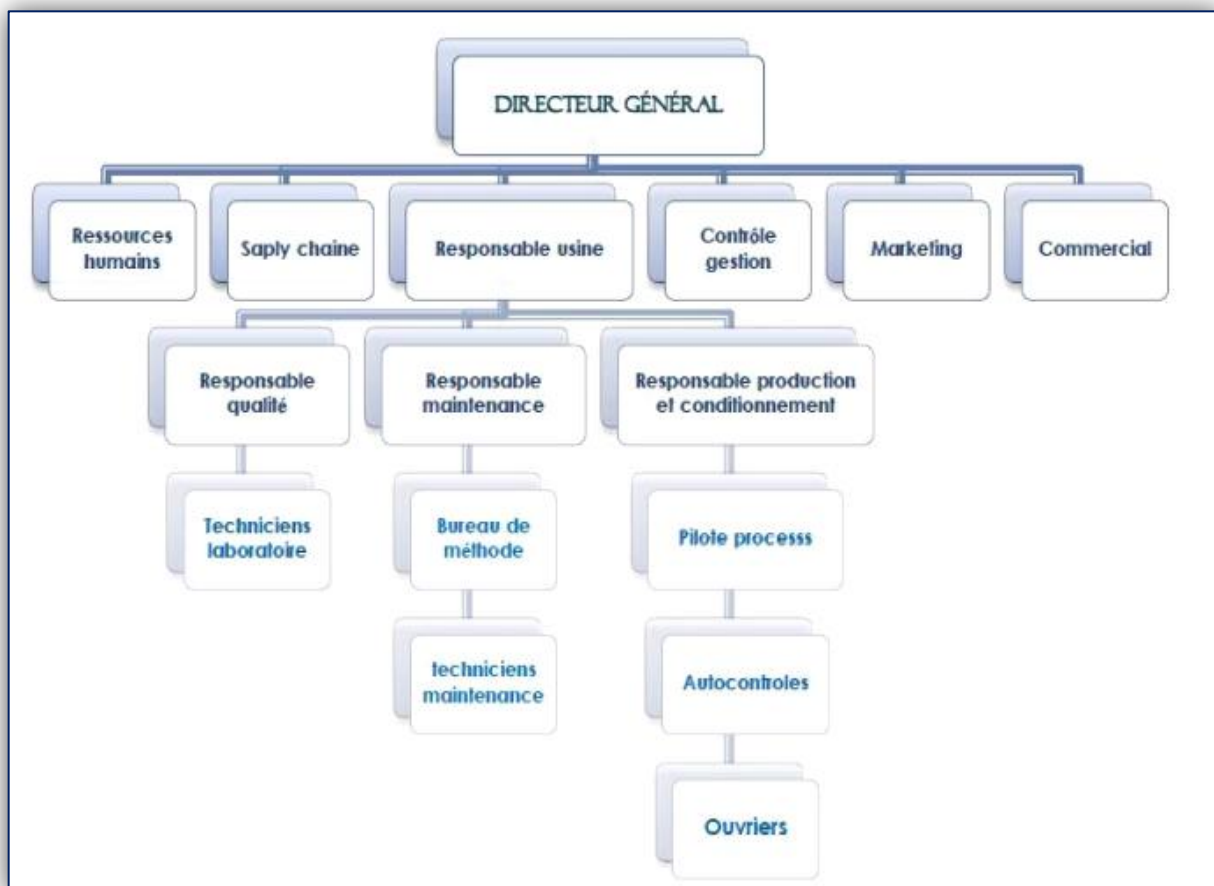 DIRECTEUR GÉNÉRAL
Ressources
humains
Saply chaine
Responsable usine
Contrôle
gestion
Marketing
Commercial
Responsable
qualité
Responsable
maintenance
Responsable production
et conditionnement
Techniciens
laboratoire
Bureau de
méthode
Pilote processs
techniciens
maintenance
Autocontroles
Ouvriers